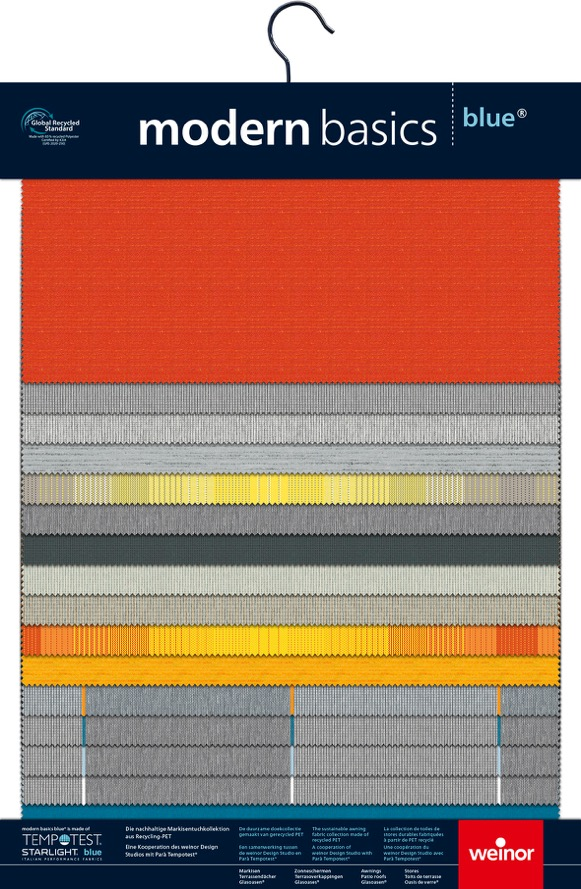 Global Recycled
Standard
modern basics
blue®
modern basics blue® is made of
TEMPOTEST
STARLIGHT blue
ITALIAN PERFORMANCE FABRICS
Die nachhaltige Markisentuchkollektion
aus Recycling-PET
Eine Kooperation des weinor Design
Studios mit Parà Tempotest®
De duurzame doekcollectie
gemaakt van gerecycled PET
Een samenwerking tussen
de weinor Design Studio en
Parà Tempotest®
The sustainable awning
fabric collection made of
recycled PET
A cooperation of
weinor Design Studio with
Parà Tempotest®
La collection de toiles de
stores durables fabriquées
à partir de PET recyclé
Une coopération du
weinor Design Studio avec
Parà Tempotest®
Markisen
Terrassendächer
Glasoasen®
Zonneschermen
Terrasoverkappingen
Glasoasen®
Awnings
Patio roofs
Glasoasen®
Stores
Toits de terrasse
Oasis de verre®
weinor